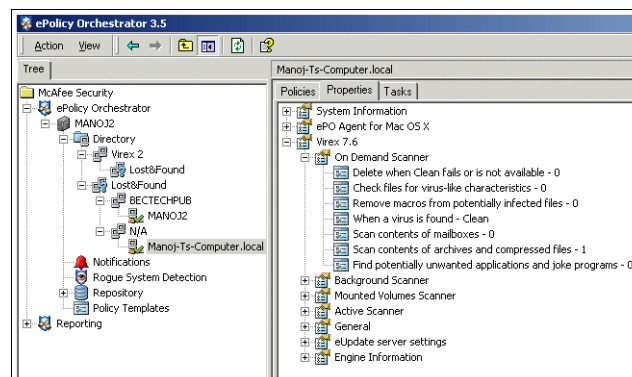 ePolicy Orchestrator 3.5
Action View
Tree
McAfee Security
ePolicy Orchestrator
MANOJ2
Directory
Virex 2
Lost&Found
Lost&Found
BECTECHPUB
MANOJ2
N/A
Manoj-Ts-Computer.local
Notifications
Rogue System Detection
Repository
Policy Templates
Reporting
Manoj-Ts-Computer.local
Policies Properties Tasks
System Information
ePO Agent for Mac OS X
Virex 7.6
On Demand Scanner
Delete when Clean fails or is not available - 0
Check files for virus-like characteristics - 0
Remove macros from potentially infected files - 0
When a virus is found - Clean
Scan contents of mailboxes - 0
Scan contents of archives and compressed files - 1
Find potentially unwanted applications and joke programs - 0
Background Scanner
Mounted Volumes Scanner
Active Scanner
General
eUpdate server settings
Engine Information